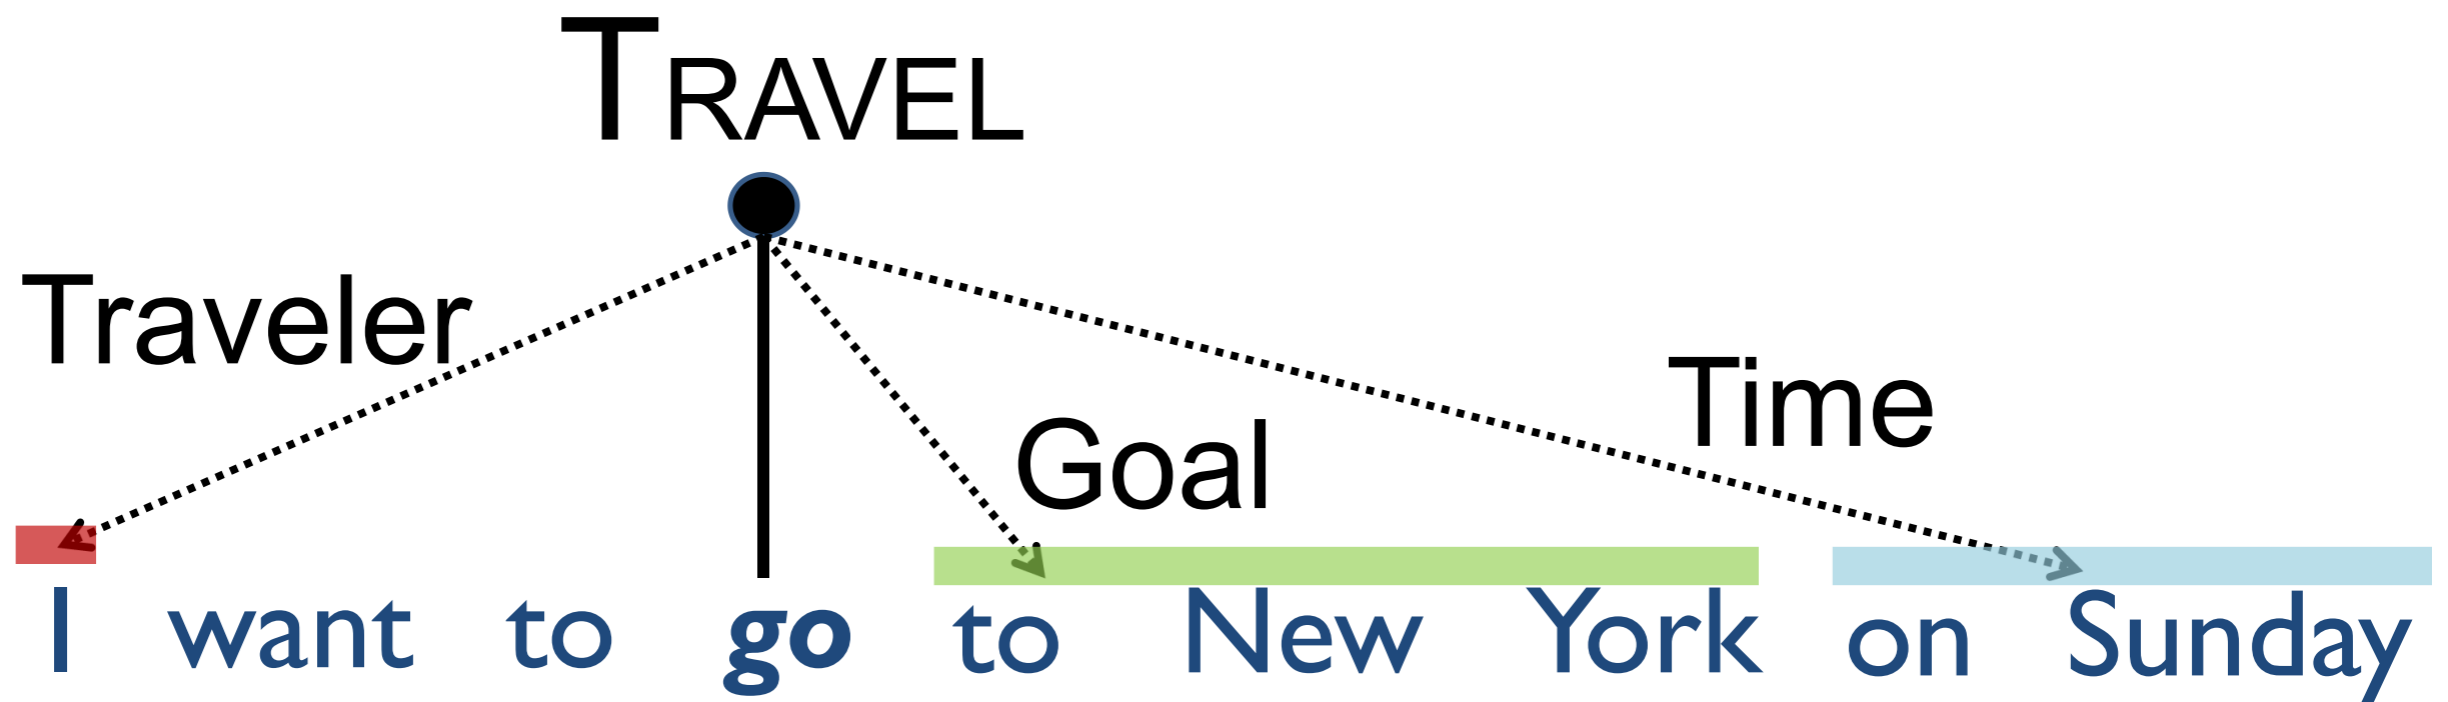 TRAVEL
Traveler
Time
Goal
I want to go to New York on Sunday